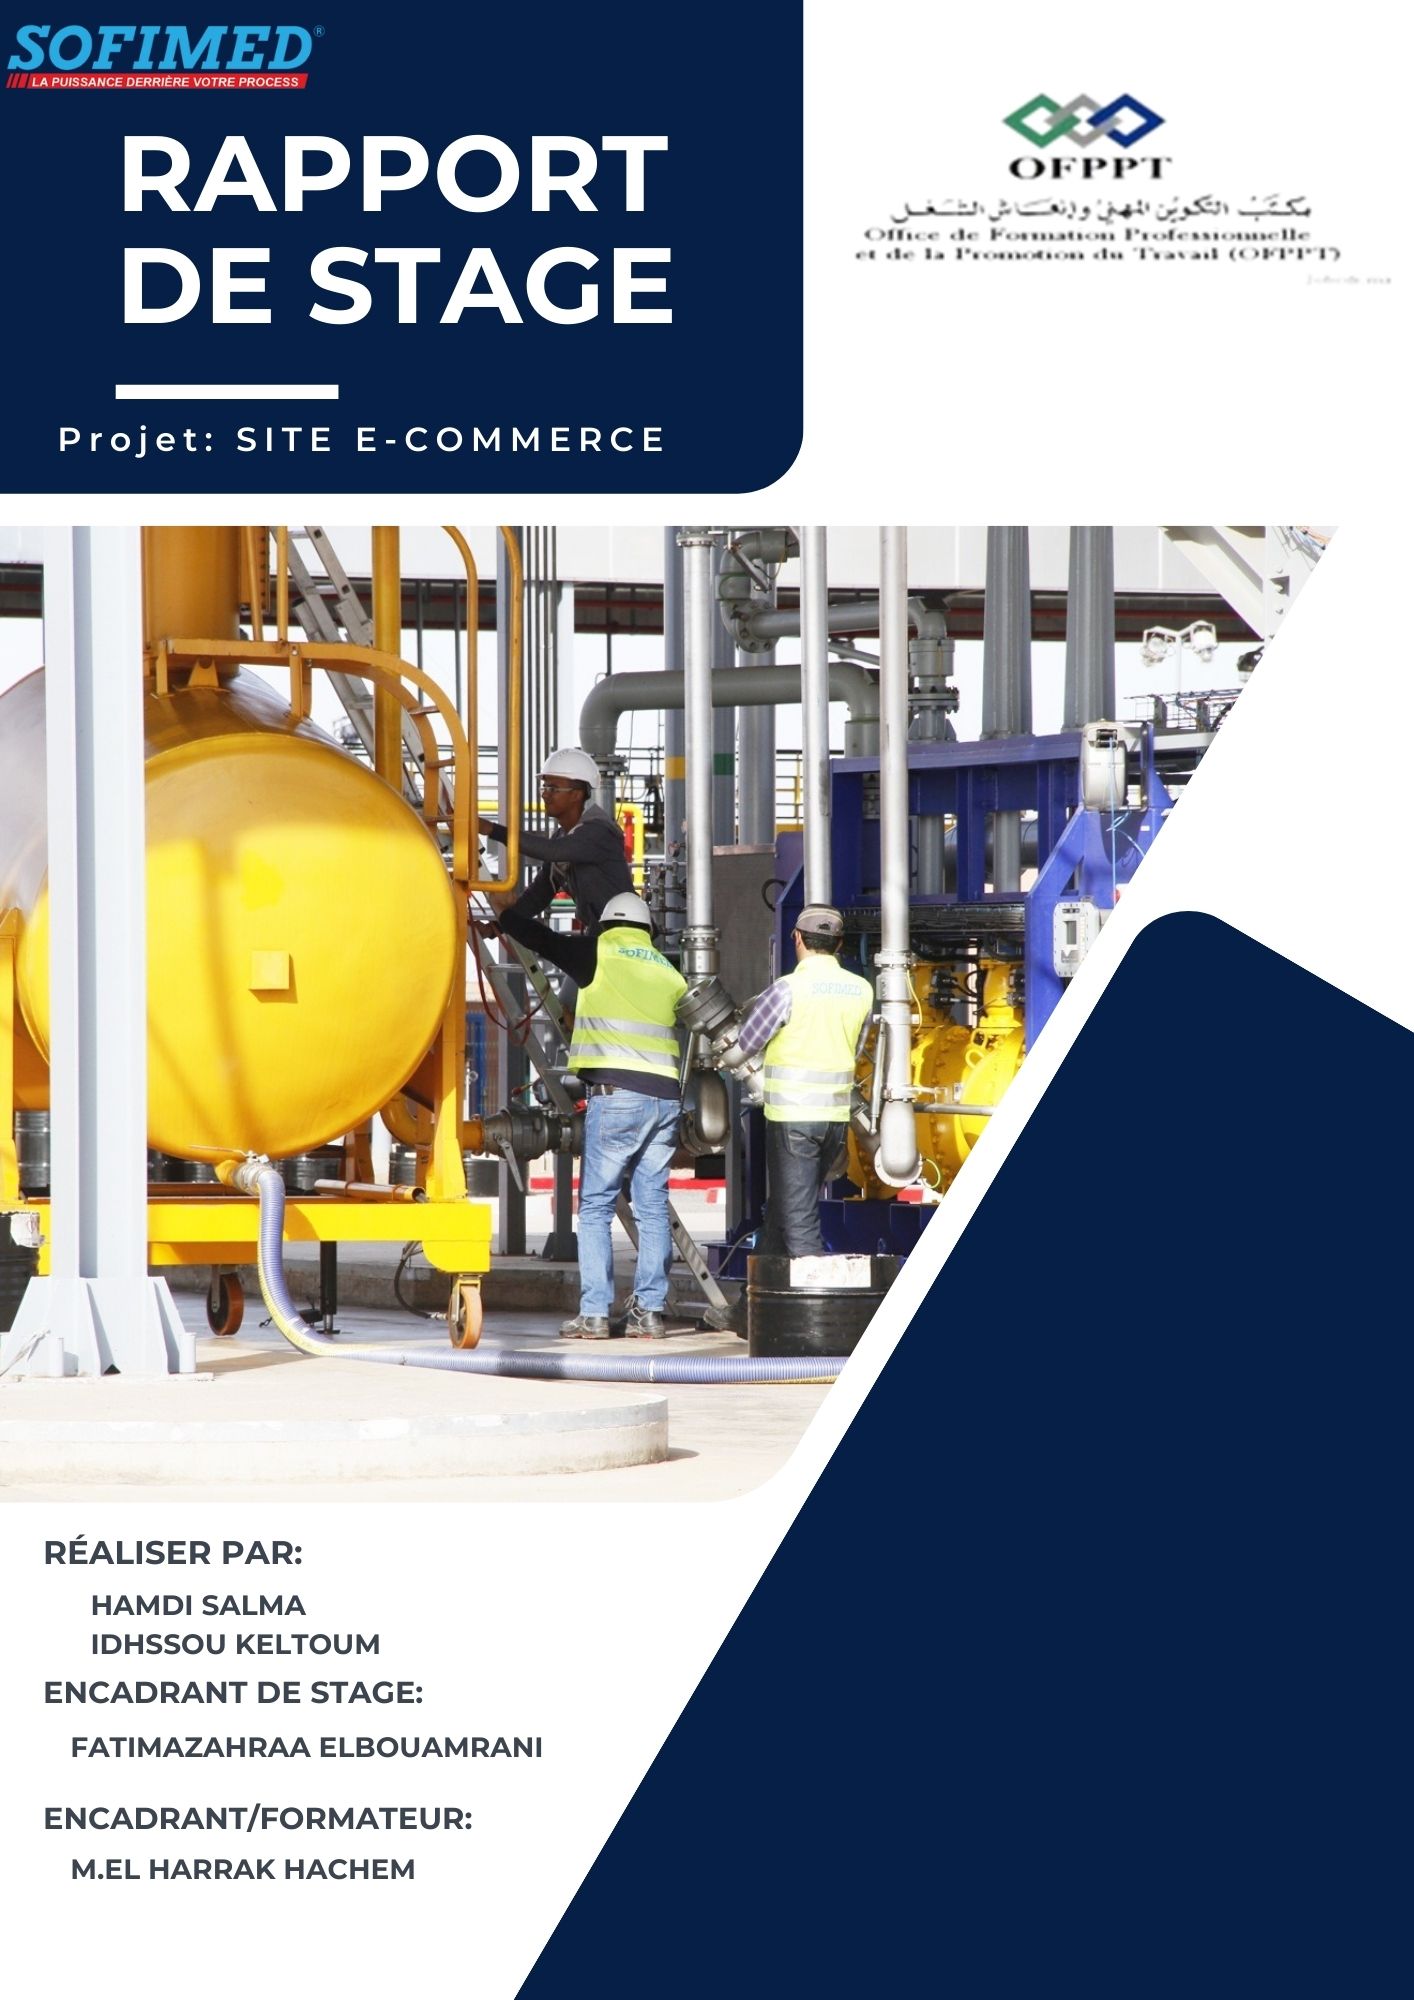 SOFIMED®
LA PUISSANCE DERRIÈRE VOTRE PROCESS
RAPPORT
DE STAGE
Projet: SITE E-COMMERCE
OFPPT
مكتب التكوين المهني وإنعاش الشغل
Office de Formation Professionnelle
et de la Promotion du Travail (OFPPT)
SOFIMED
SOFIMED
RÉALISER PAR:
HAMDI SALMA
IDHSSOU KELTOUM
ENCADRANT DE STAGE:
FATIMAZAHRAA ELBOUAMRANI
ENCADRANT/FORMATEUR:
M.EL HARRAK HACHEM